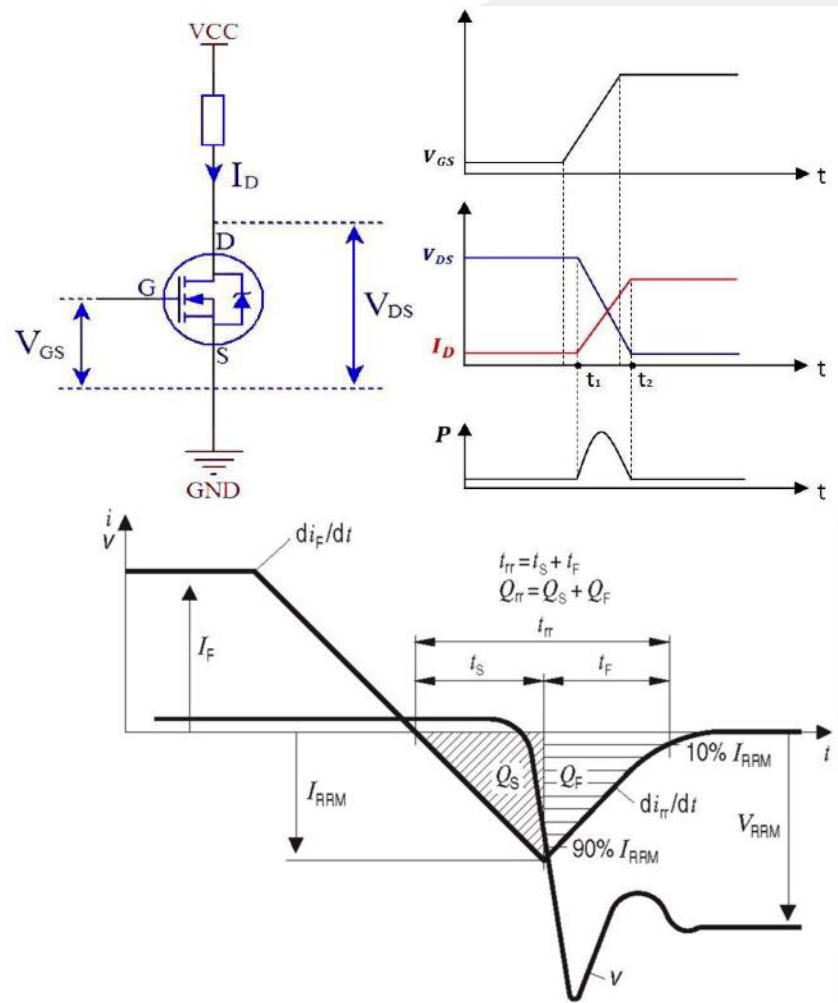 VCC
I_D
D
G
V_GS
S
V_DS
GND
V_GS
t
V_DS
I_D
t₁
t₂
t
P
t
i
v
di_F/dt
t_rr = t_S + t_F
Q_rr = Q_S + Q_F
t_rr
t_S
t_F
I_F
I_RRM
Q_S
Q_F
10% I_RRM
t
di_rr/dt
90% I_RRM
V_RRM
v